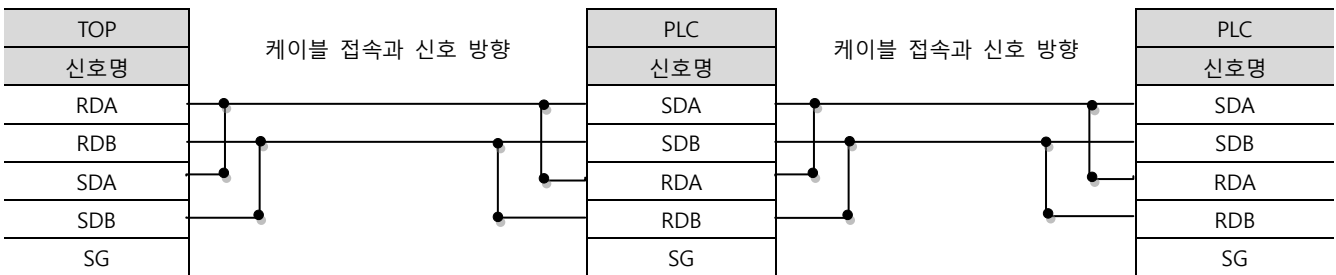 TOP 케이블 접속과 신호 방향 PLC 케이블 접속과 신호 방향 PLC
신호명 신호명 신호명
RDA SDA SDA
RDB SDB SDB
SDA RDA RDA
SDB RDB RDB
SG SG SG